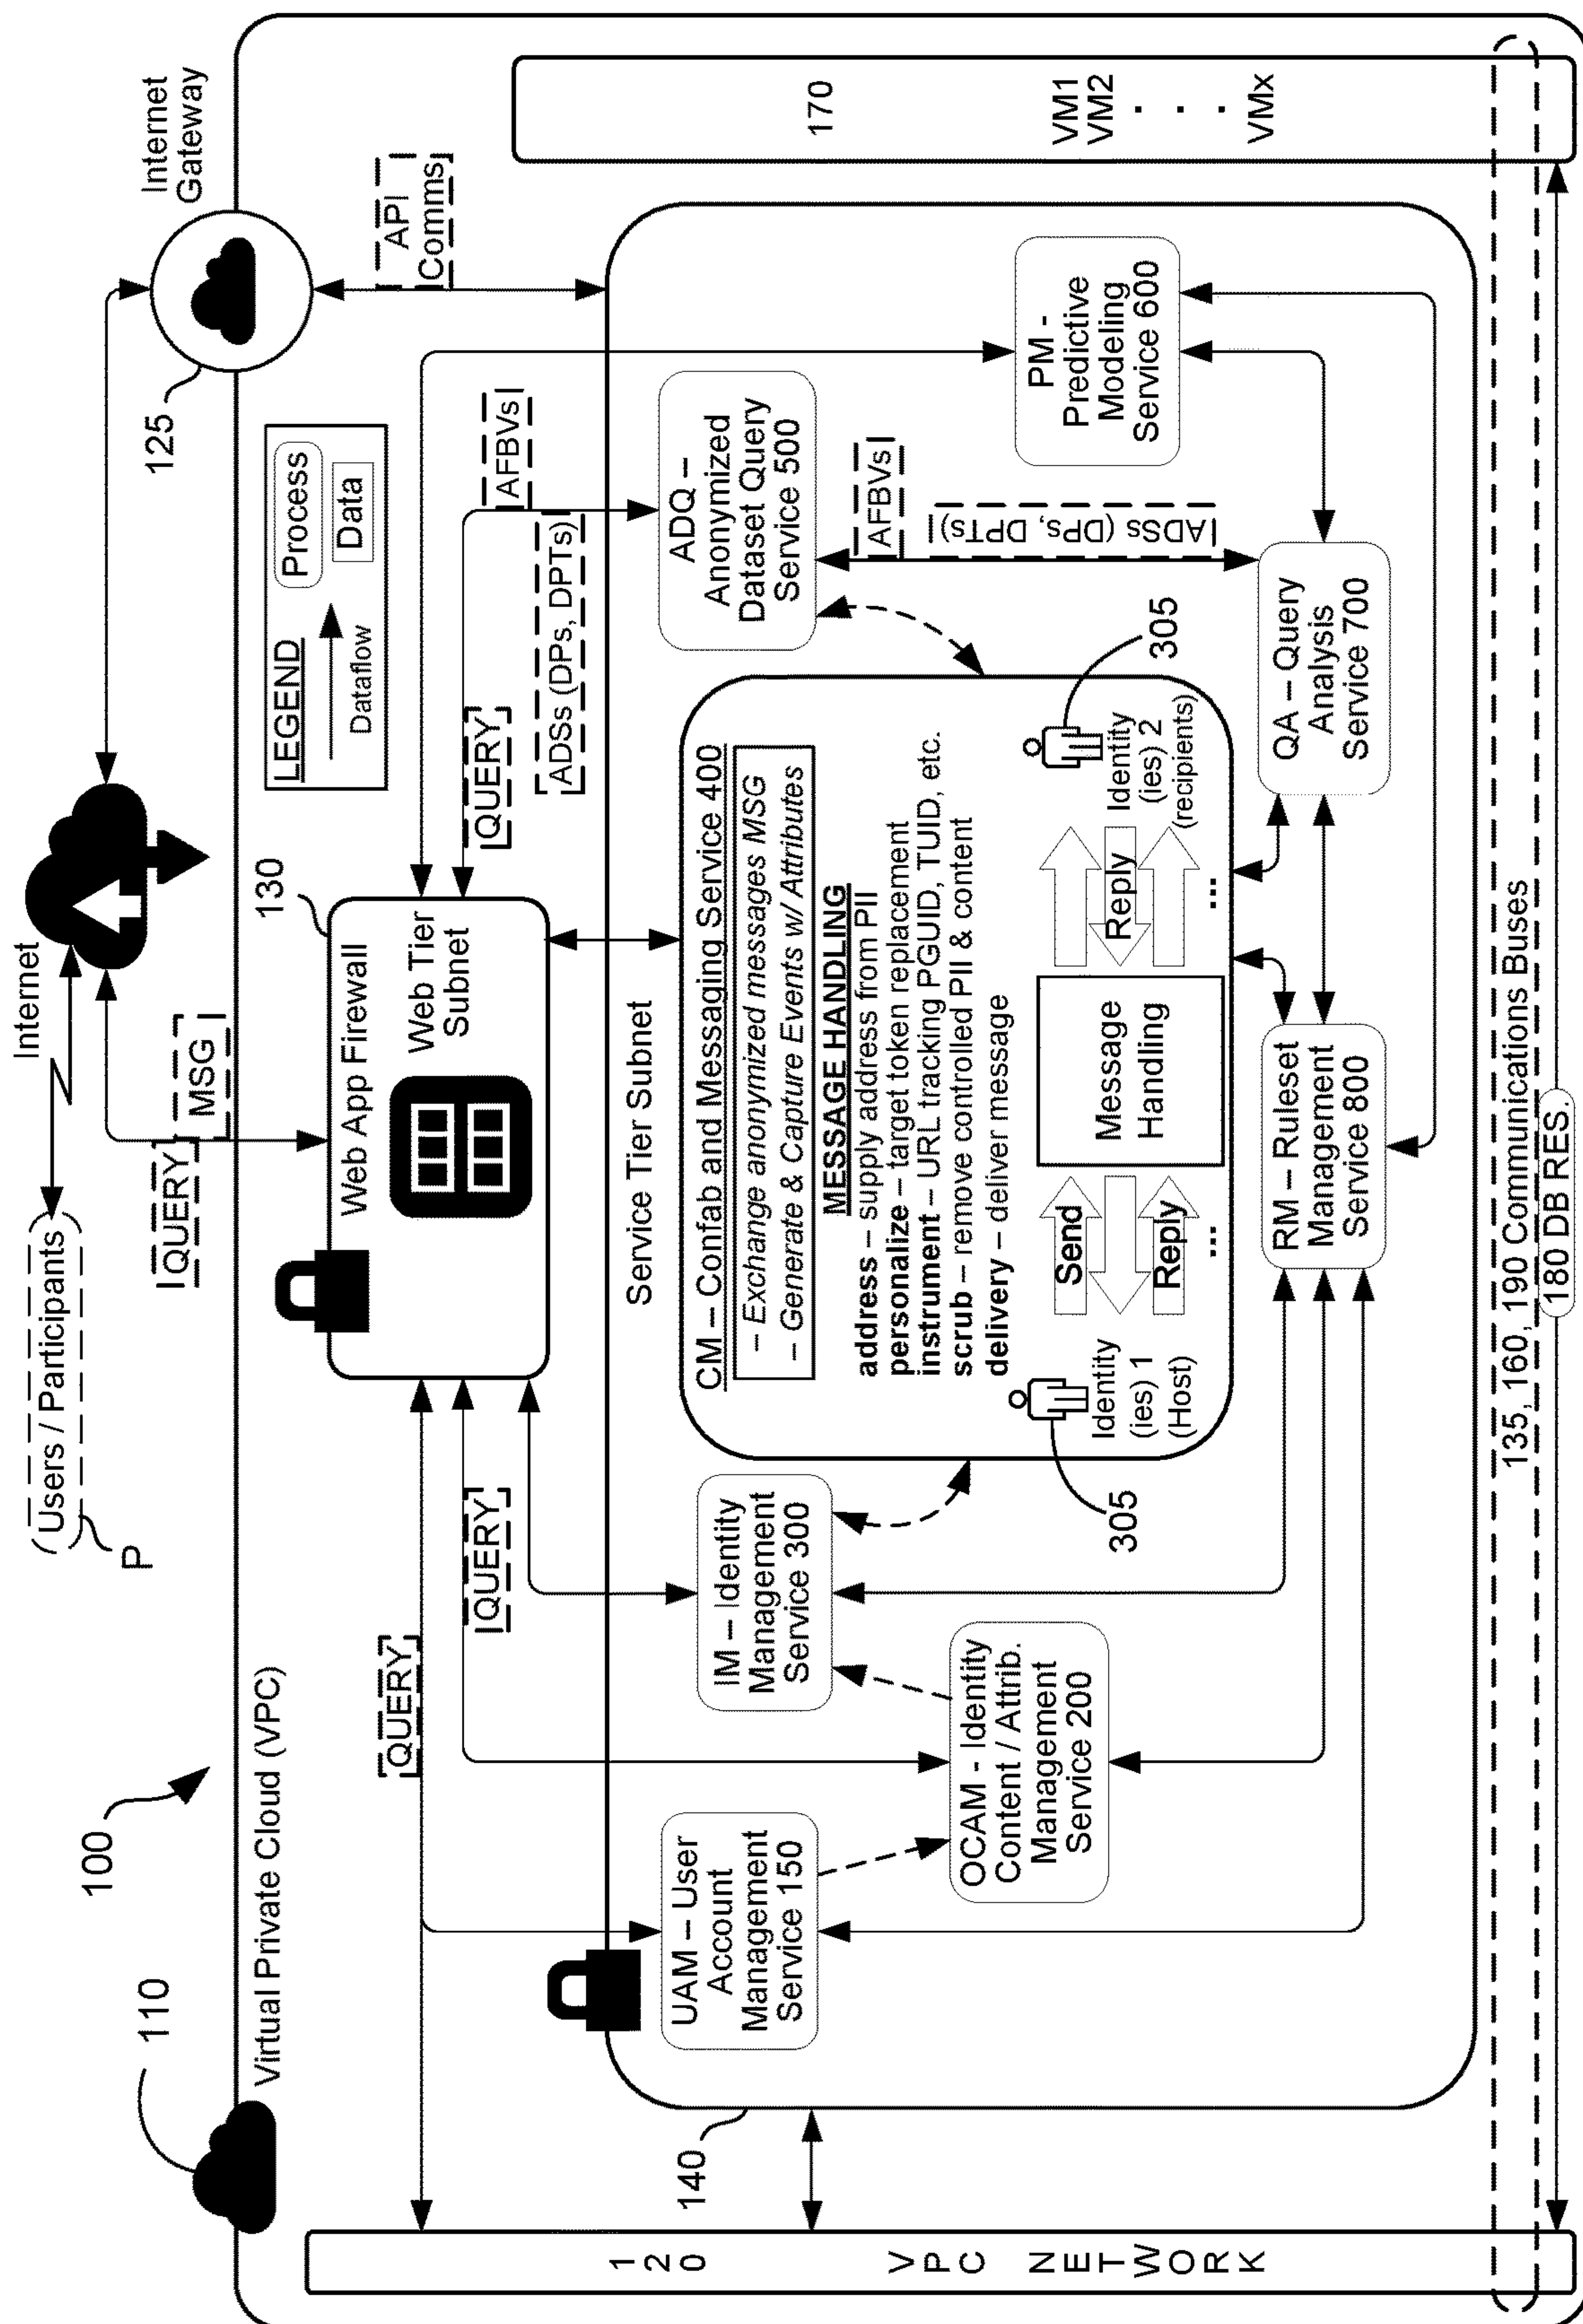 100
110
Virtual Private Cloud (VPC)
Users / Participants
P
Internet
Internet
Gateway
125
QUERY
MSG
API
Comms
LEGEND
Process
Dataflow
Data
130
Web App Firewall
Web Tier
Subnet
QUERY
QUERY
QUERY
AFBVs
ADSs (DPs, DPTs)
Service Tier Subnet
140
120
VPC NETWORK
UAM – User
Account
Management
Service 150
OCAM - Identity
Content / Attrib.
Management
Service 200
IM – Identity
Management
Service 300
CM – Confab and Messaging Service 400
– Exchange anonymized messages MSG
– Generate & Capture Events w/ Attributes
MESSAGE HANDLING
address – supply address from PII
personalize – target token replacement
instrument – URL tracking PGUID, TUID, etc.
scrub – remove controlled PII & content
delivery – deliver message
305
Identity
(ies) 1
(Host)
Send
Reply
...
Message
Handling
Reply
...
Identity
(ies) 2
(recipients)
305
ADQ –
Anonymized
Dataset Query
Service 500
AFBVs
ADSs (DPs, DPTs)
PM -
Predictive
Modeling
Service 600
QA – Query
Analysis
Service 700
RM – Ruleset
Management
Service 800
170
VM1
VM2
.
.
.
VMx
135, 160, 190 Communications Buses
180 DB RES.